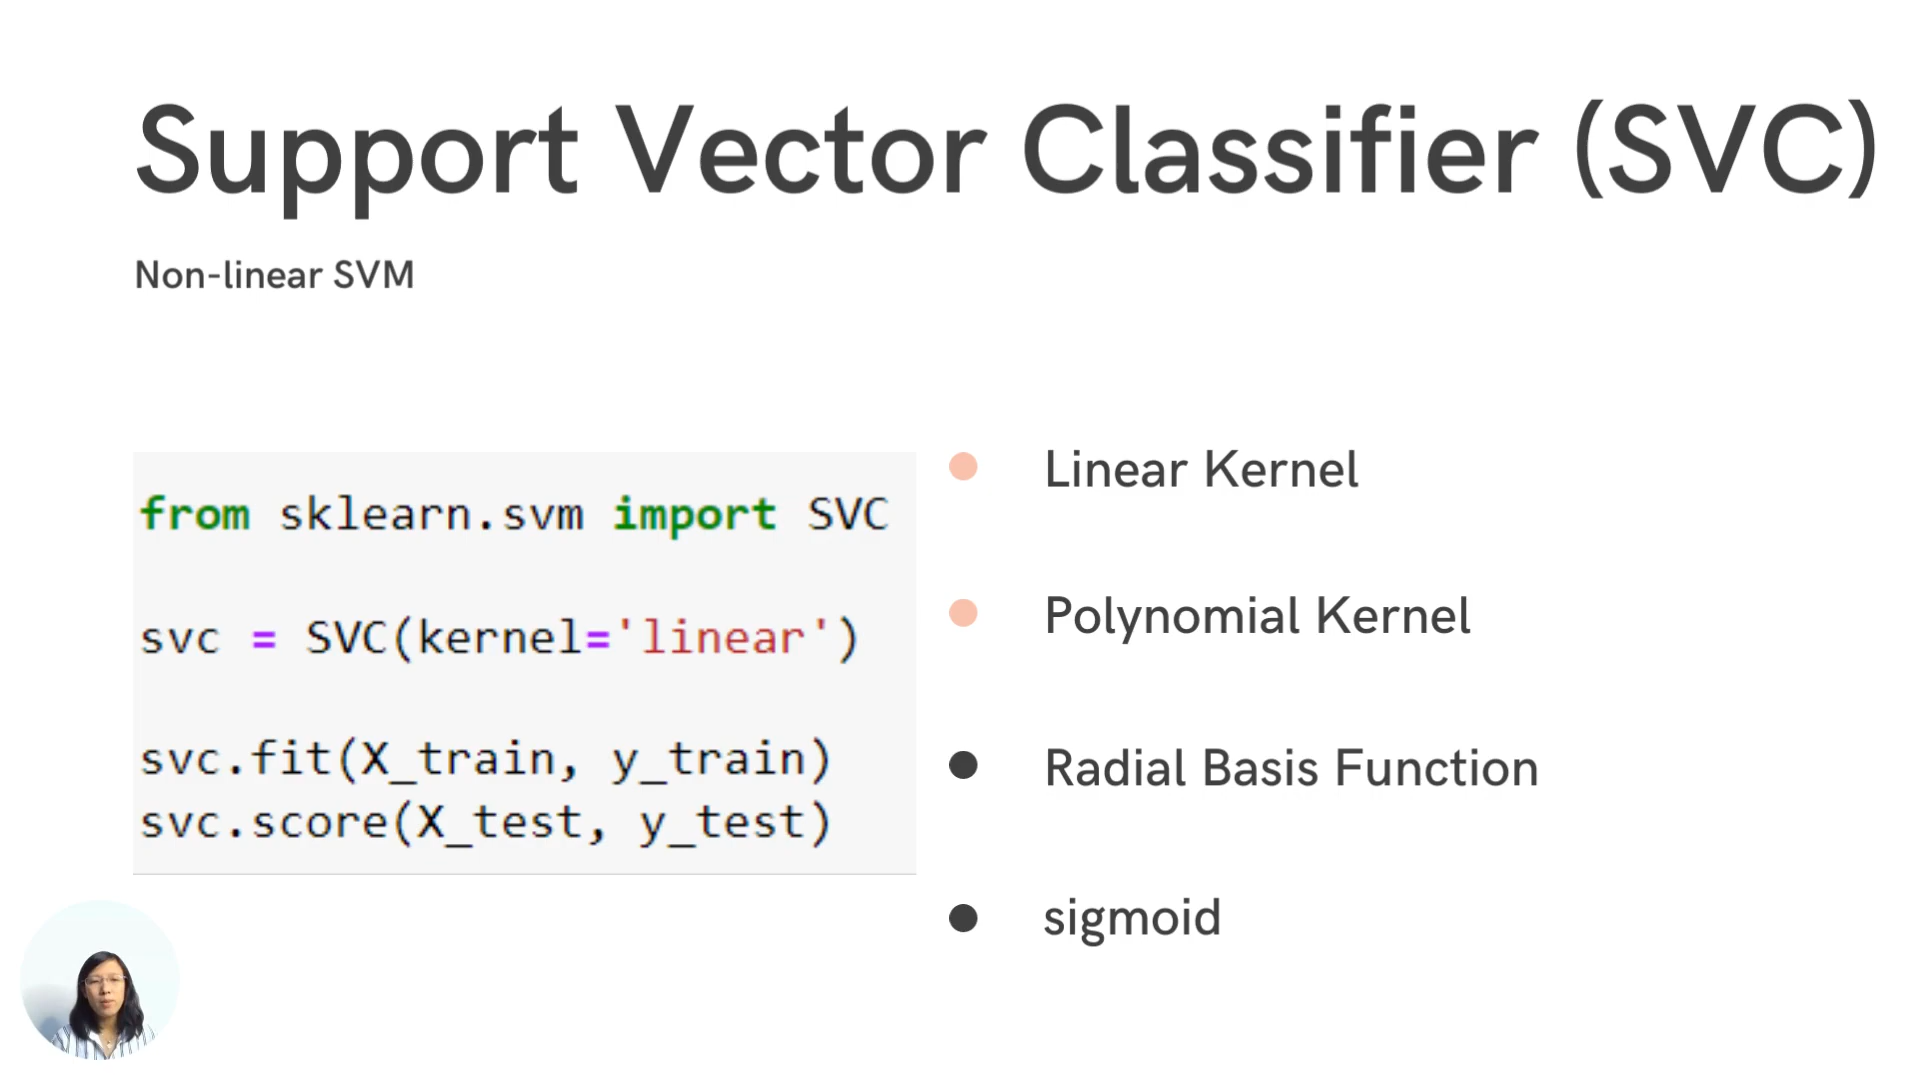 Support Vector Classifier (SVC)
Non-linear SVM
from sklearn.svm import SVC
svc = SVC(kernel='linear')
svc.fit(X_train, y_train)
svc.score(X_test, y_test)
Linear Kernel
Polynomial Kernel
Radial Basis Function
sigmoid